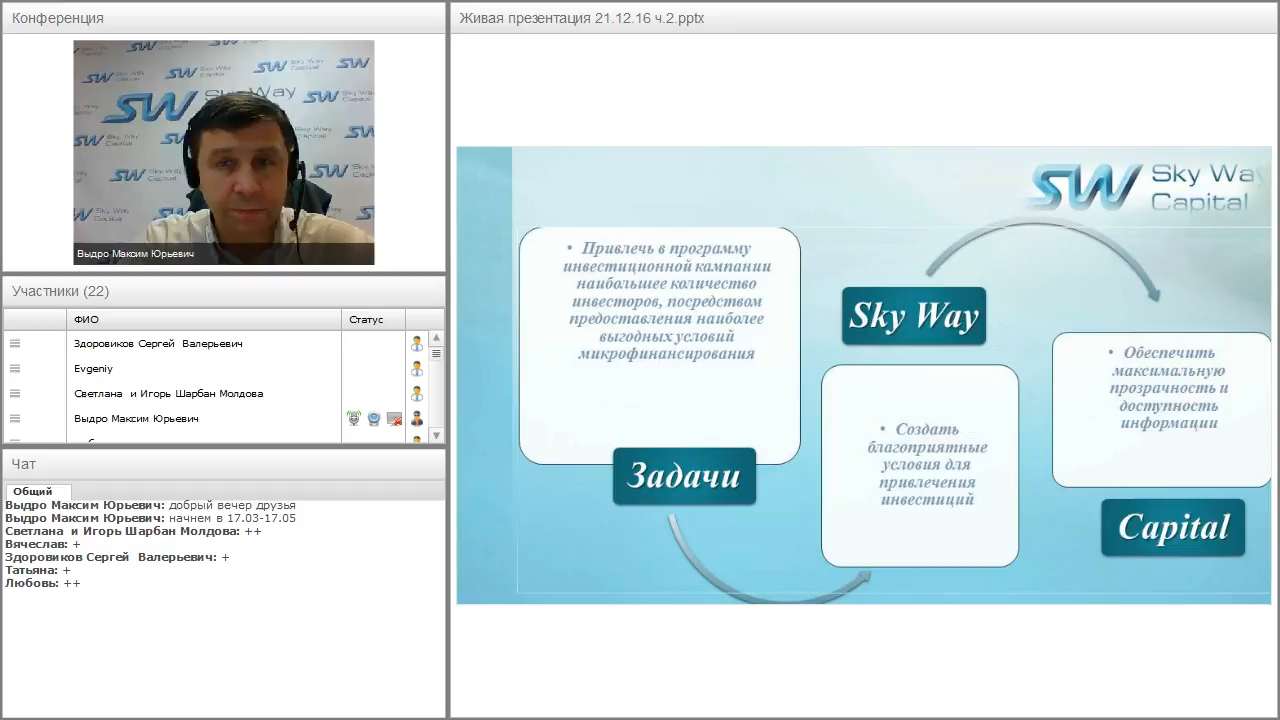 Конференция
SW Sky Way Capital
Выдро Максим Юрьевич
Участники (22)
ФИО
Статус
Здоровиков Сергей Валерьевич
Evgeniy
Светлана и Игорь Шарбан Молдова
Выдро Максим Юрьевич
Чат
Общий
Выдро Максим Юрьевич: добрый вечер друзья
Выдро Максим Юрьевич: начнем в 17.03-17.05
Светлана и Игорь Шарбан Молдова: ++
Вячеслав: +
Здоровиков Сергей Валерьевич: +
Татьяна: +
Любовь: ++
Живая презентация 21.12.16 ч.2.pptx
SW Sky Way
Capital
• Привлечь в программу
инвестиционной кампании
наибольшее количество
инвесторов, посредством
предоставления наиболее
выгодных условий
микрофинансирования
Задачи
Sky Way
• Создать
благоприятные
условия для
привлечения
инвестиций
• Обеспечить
максимальную
прозрачность и
доступность
информации
Capital